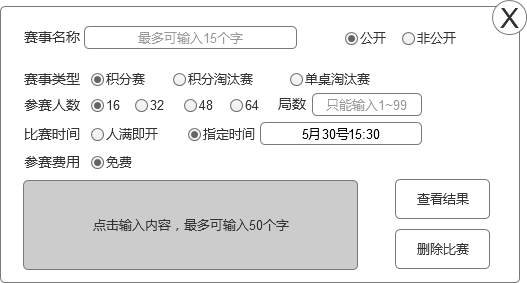 X
赛事名称 最多可输入15个字 公开 非公开
赛事类型 积分赛 积分淘汰赛 单桌淘汰赛
参赛人数 16 32 48 64 局数 只能输入1~99
比赛时间 人满即开 指定时间 5月30号15:30
参赛费用 免费
点击输入内容，最多可输入50个字
查看结果
删除比赛